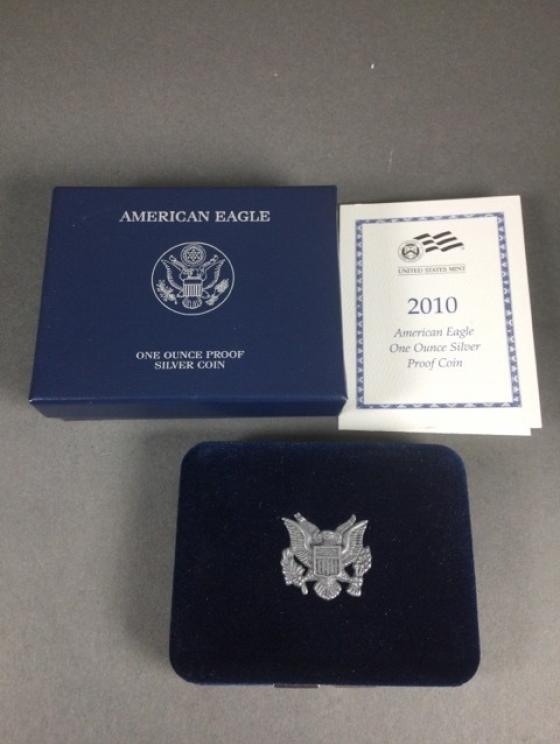 AMERICAN EAGLE
ONE OUNCE PROOF
SILVER COIN
UNITED STATES MINT
2010
American Eagle
One Ounce Silver
Proof Coin